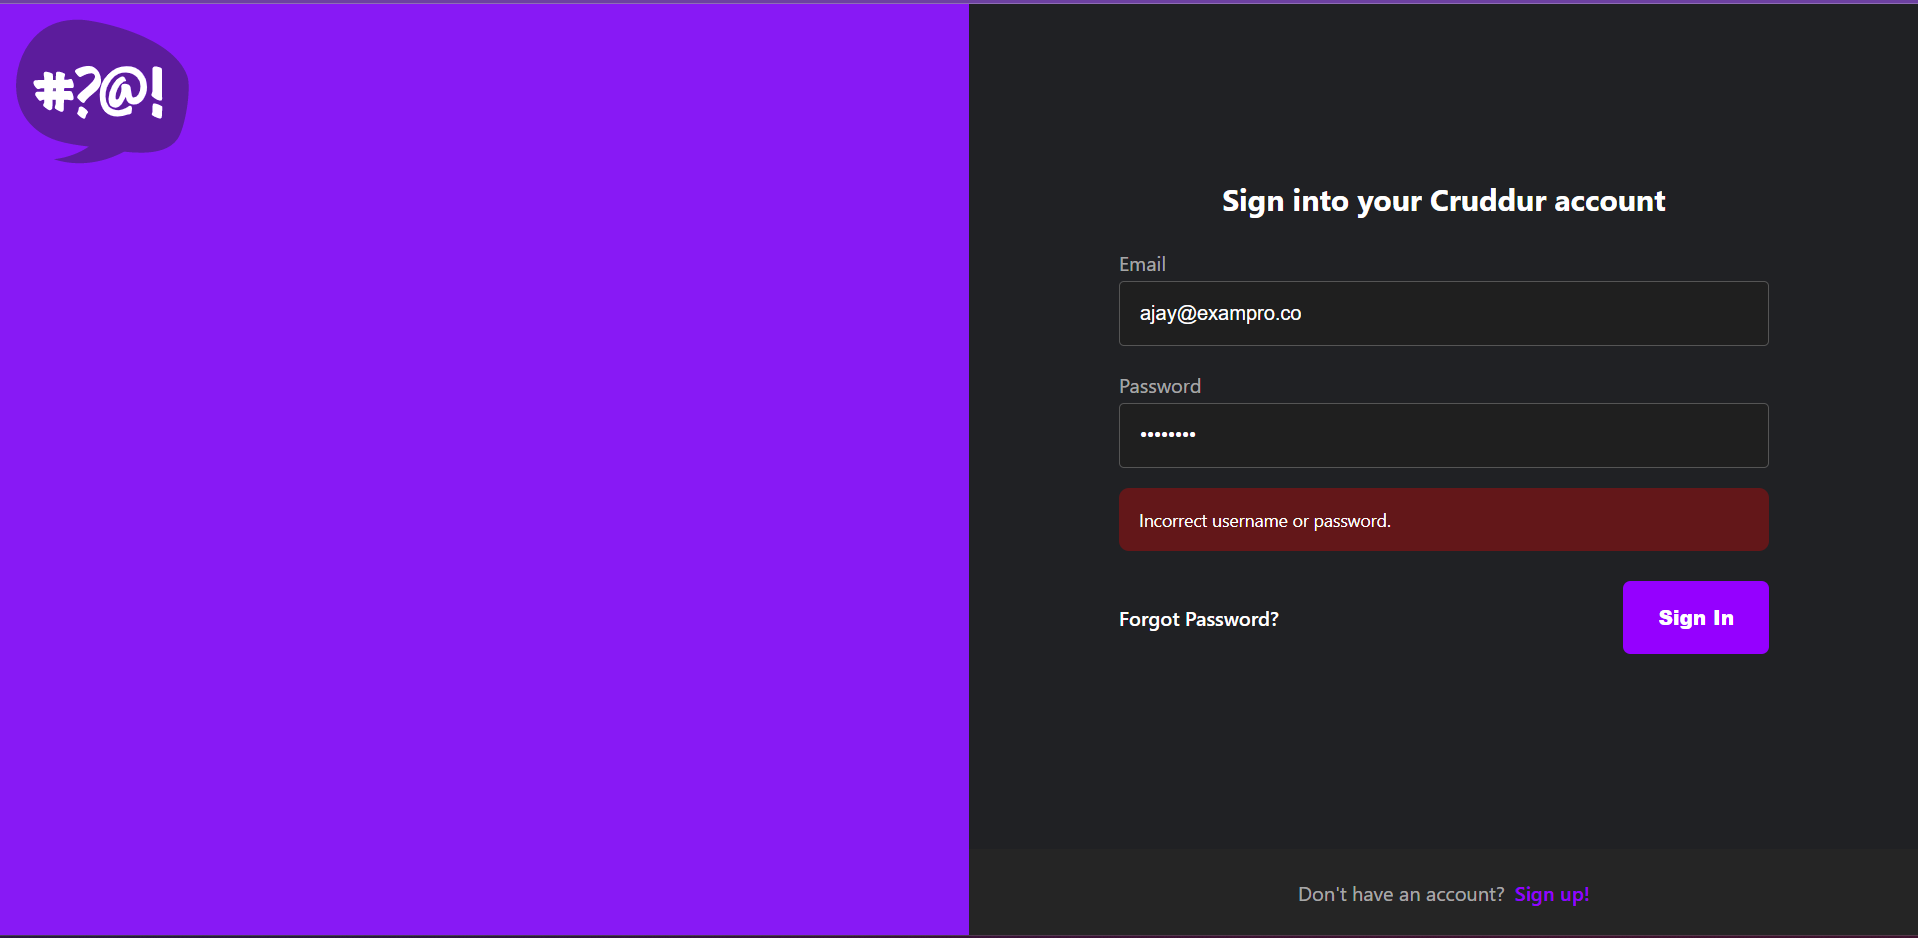 #?@!
Sign into your Cruddur account
Email
ajay@exampro.co
Password
••••••••
Incorrect username or password.
Forgot Password?
Sign In
Don't have an account? Sign up!